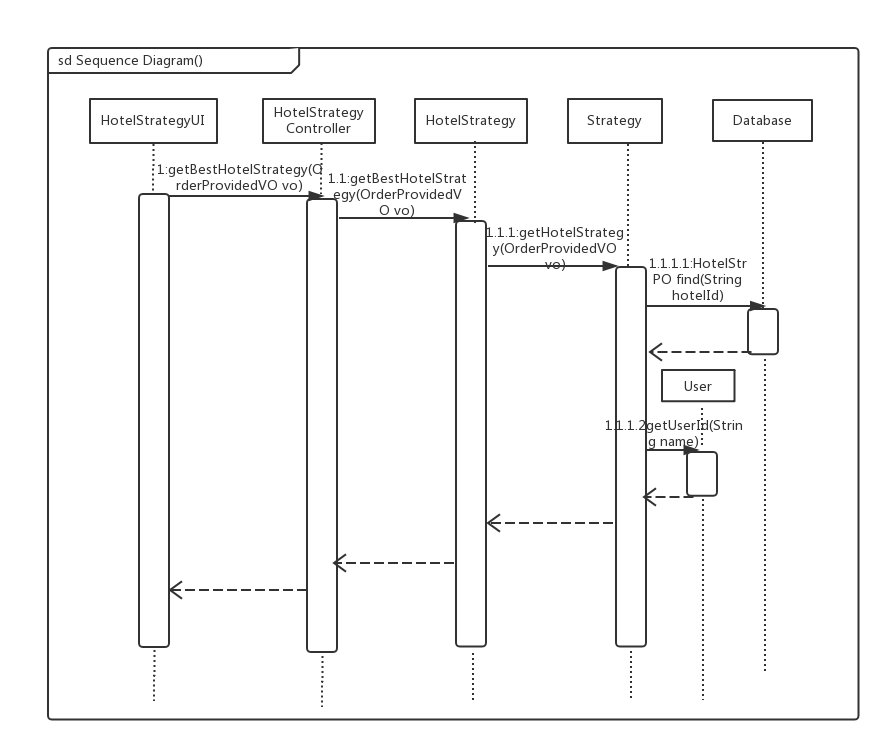 sd Sequence Diagram()
HotelStrategyUI
HotelStrategy
Controller
HotelStrategy
Strategy
Database
1:getBestHotelStrategy(O
rderProvidedVO vo)
1.1:getBestHotelStrat
egy(OrderProvidedV
O vo)
1.1.1:getHotelStrateg
y(OrderProvidedVO
vo)
1.1.1.1:HotelStr
PO find(String
hotelId)
User
1.1.1.2getUserId(Strin
g name)